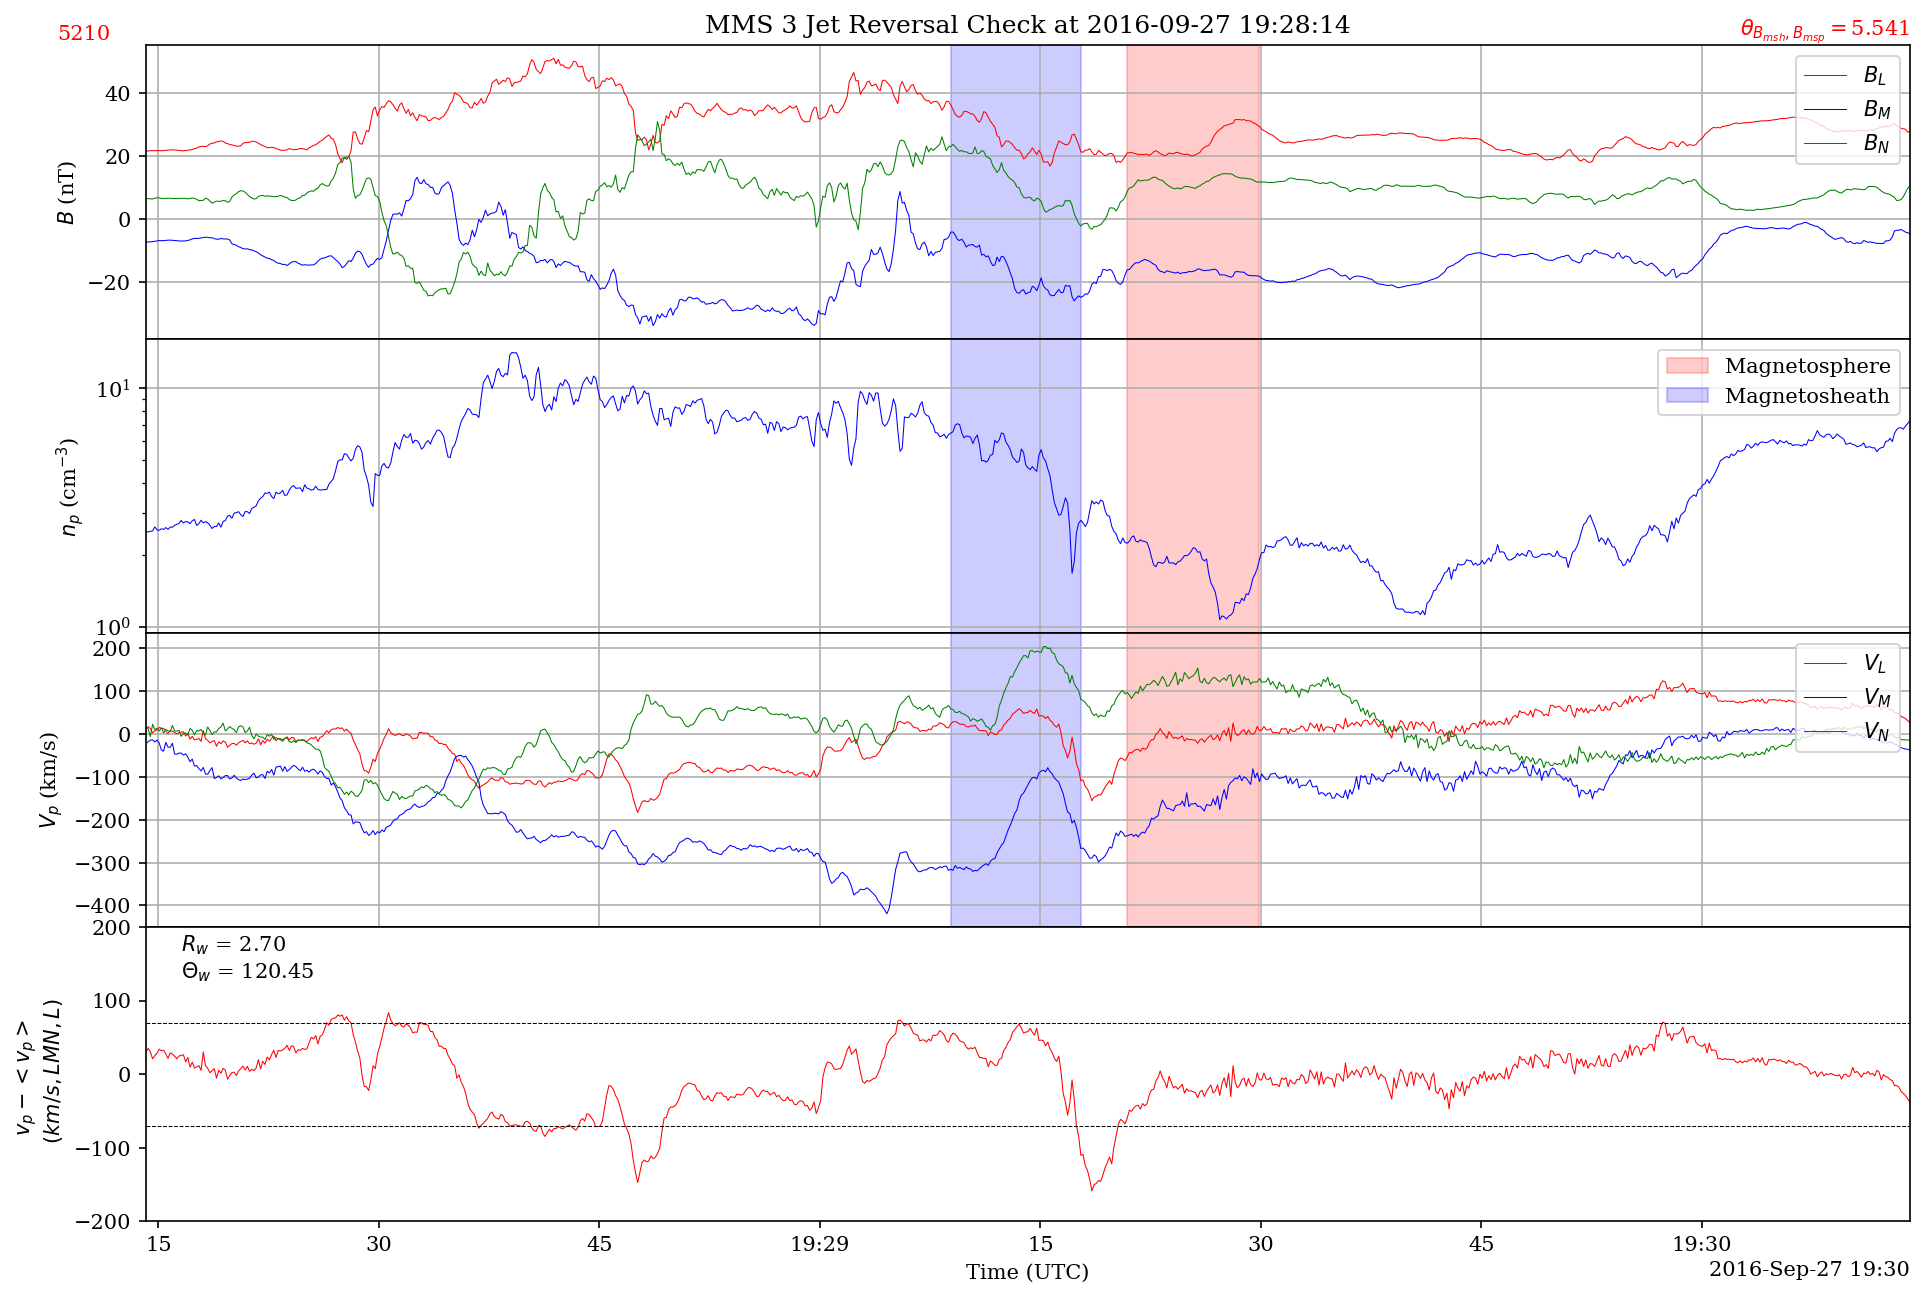 MMS 3 Jet Reversal Check at 2016-09-27 19:28:14
5210
θ_{B_{msh}, B_{msp}} = 5.541
B (nT)
40
20
0
−20
B_L
B_M
B_N
n_p (cm^{−3})
10^1
10^0
Magnetosphere
Magnetosheath
V_p (km/s)
200
100
0
−100
−200
−300
−400
V_L
V_M
V_N
v_p − < v_p >
(km/s, LMN, L)
200
100
0
−100
−200
R_w = 2.70
Θ_w = 120.45
15 30 45 19:29 15 30 45 19:30
Time (UTC)
2016-Sep-27 19:30